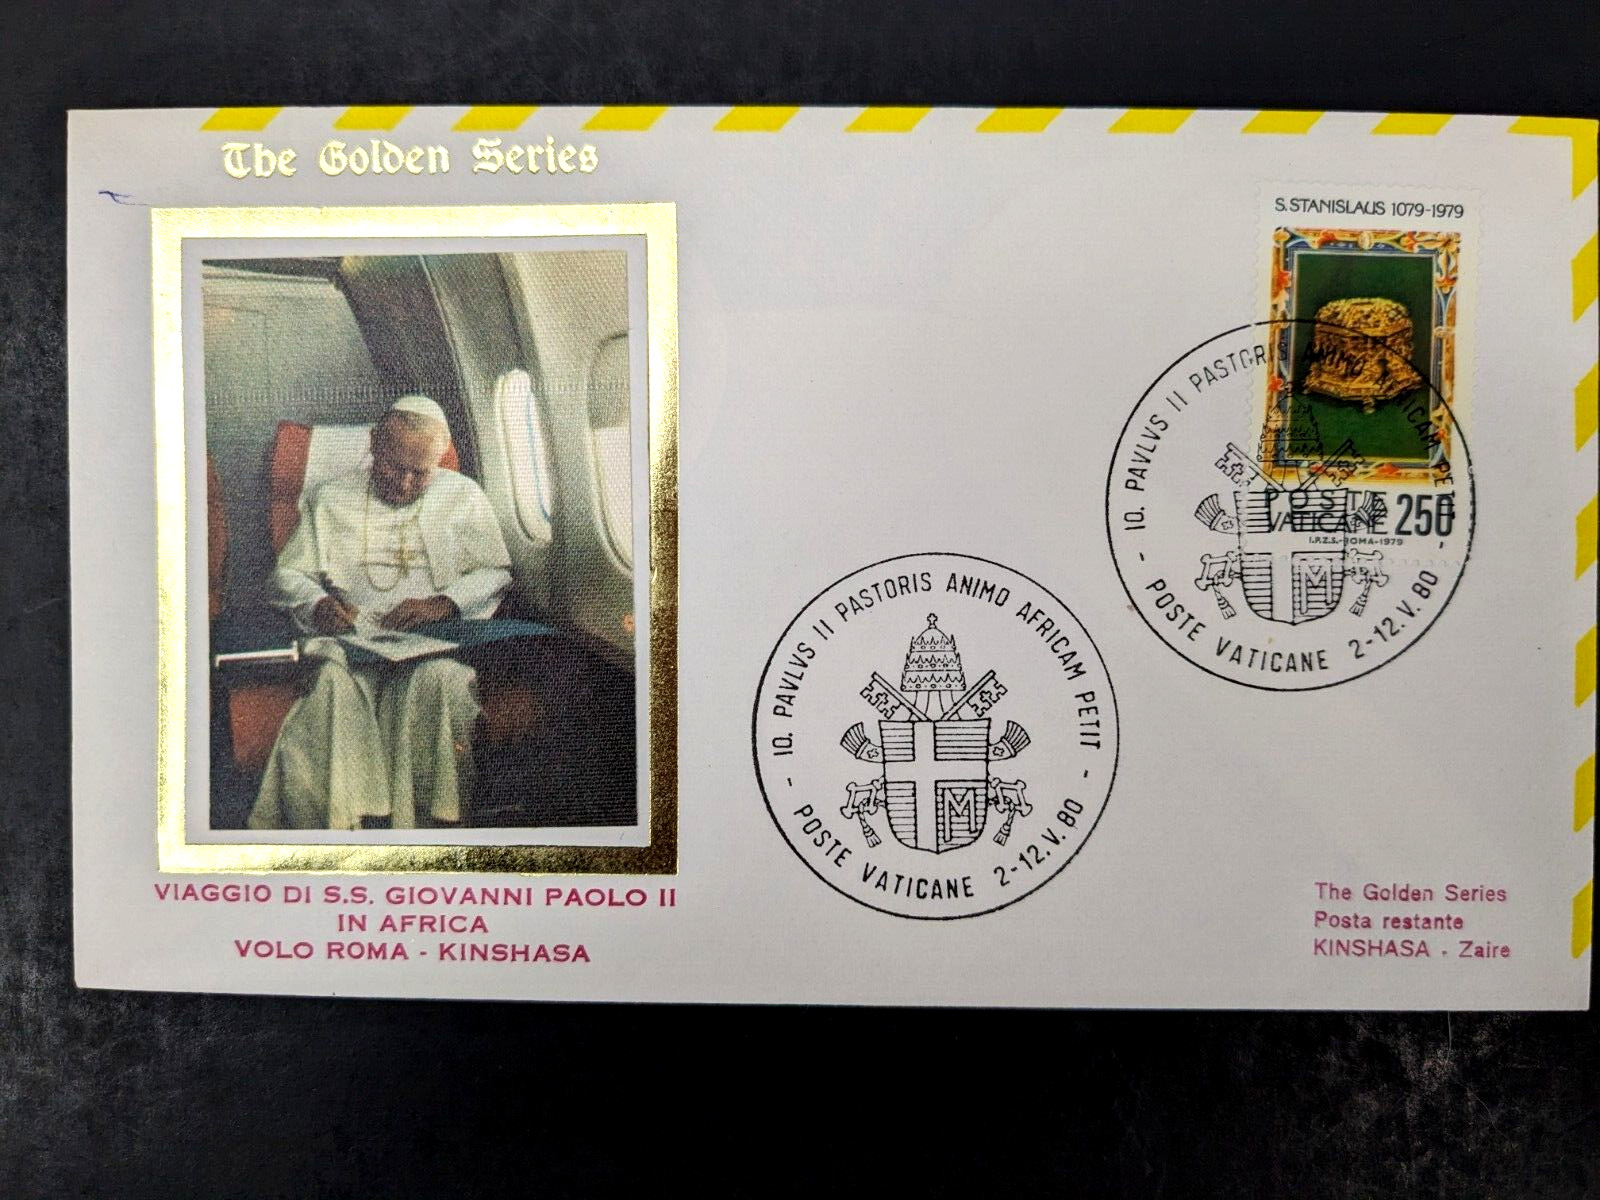 The Golden Series
S.STANISLAUS 1079-1979
POSTE
VATICANE 250
I.P.Z.S.-ROMA-1979
IO. PAVLVS II PASTORIS ANIMO AFRICAM PETIT
- POSTE VATICANE 2-12.V.80 -
IO. PAVLVS II PASTORIS ANIMO AFRICAM PETIT
- POSTE VATICANE 2-12.V.80 -
M
M
VIAGGIO DI S.S. GIOVANNI PAOLO II
IN AFRICA
VOLO ROMA - KINSHASA
The Golden Series
Posta restante
KINSHASA - Zaire